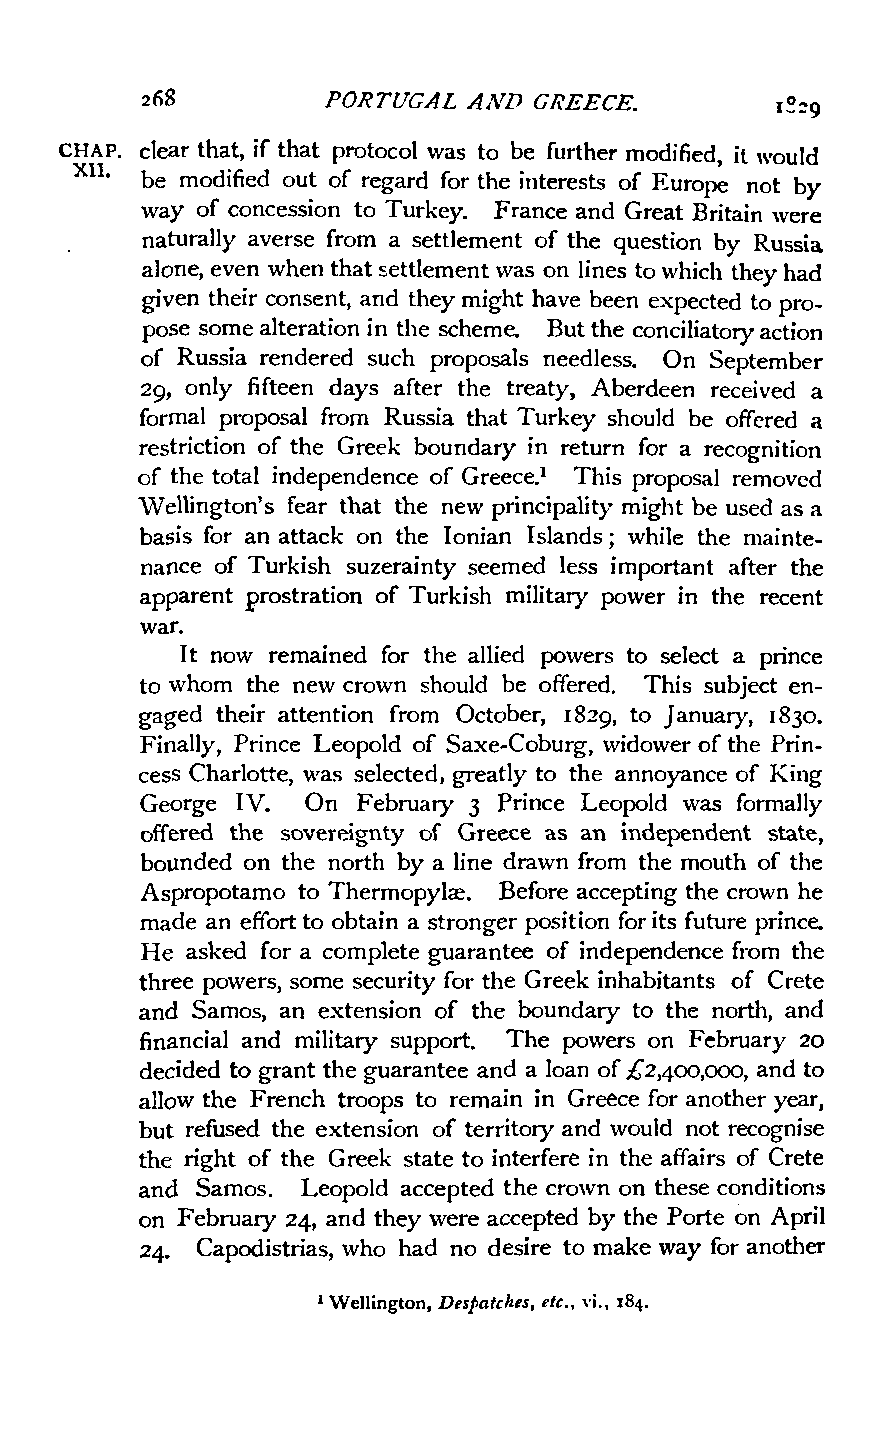 268 PORTUGAL AND GREECE. 1829
CHAP. clear that, if that protocol was to be further modified, it would
XII. be modified out of regard for the interests of Europe not by
way of concession to Turkey. France and Great Britain were
naturally averse from a settlement of the question by Russia
alone, even when that settlement was on lines to which they had
given their consent, and they might have been expected to pro-
pose some alteration in the scheme. But the conciliatory action
of Russia rendered such proposals needless. On September
29, only fifteen days after the treaty, Aberdeen received a
formal proposal from Russia that Turkey should be offered a
restriction of the Greek boundary in return for a recognition
of the total independence of Greece.¹ This proposal removed
Wellington's fear that the new principality might be used as a
basis for an attack on the Ionian Islands; while the mainte-
nance of Turkish suzerainty seemed less important after the
apparent prostration of Turkish military power in the recent
war.
It now remained for the allied powers to select a prince
to whom the new crown should be offered. This subject en-
gaged their attention from October, 1829, to January, 1830.
Finally, Prince Leopold of Saxe-Coburg, widower of the Prin-
cess Charlotte, was selected, greatly to the annoyance of King
George IV. On February 3 Prince Leopold was formally
offered the sovereignty of Greece as an independent state,
bounded on the north by a line drawn from the mouth of the
Aspropotamo to Thermopylæ. Before accepting the crown he
made an effort to obtain a stronger position for its future prince.
He asked for a complete guarantee of independence from the
three powers, some security for the Greek inhabitants of Crete
and Samos, an extension of the boundary to the north, and
financial and military support. The powers on February 20
decided to grant the guarantee and a loan of £2,400,000, and to
allow the French troops to remain in Greece for another year,
but refused the extension of territory and would not recognise
the right of the Greek state to interfere in the affairs of Crete
and Samos. Leopold accepted the crown on these conditions
on February 24, and they were accepted by the Porte on April
24. Capodistrias, who had no desire to make way for another
¹ Wellington, Despatches, etc., vi., 184.